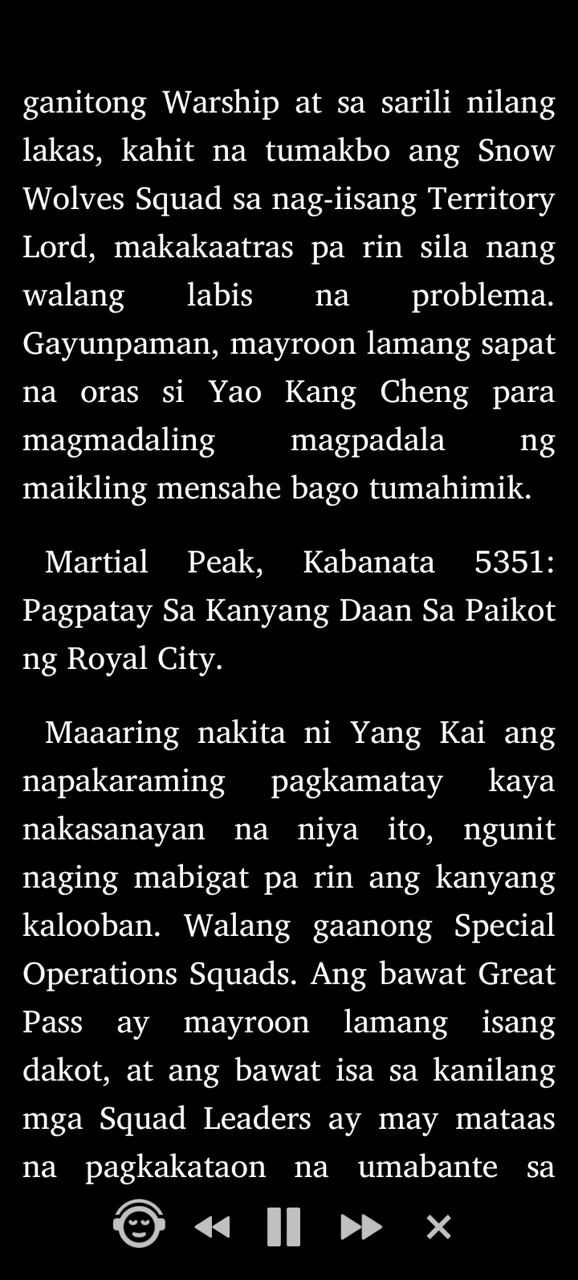 ganitong Warship at sa sarili nilang
lakas, kahit na tumakbo ang Snow
Wolves Squad sa nag-iisang Territory
Lord, makakaatras pa rin sila nang
walang labis na problema.
Gayunpaman, mayroon lamang sapat
na oras si Yao Kang Cheng para
magmadaling magpadala ng
maikling mensahe bago tumahimik.
Martial Peak, Kabanata 5351:
Pagpatay Sa Kanyang Daan Sa Paikot
ng Royal City.
Maaaring nakita ni Yang Kai ang
napakaraming pagkamatay kaya
nakasanayan na niya ito, ngunit
naging mabigat pa rin ang kanyang
kalooban. Walang gaanong Special
Operations Squads. Ang bawat Great
Pass ay mayroon lamang isang
dakot, at ang bawat isa sa kanilang
mga Squad Leaders ay may mataas
na pagkakataon na umabante sa